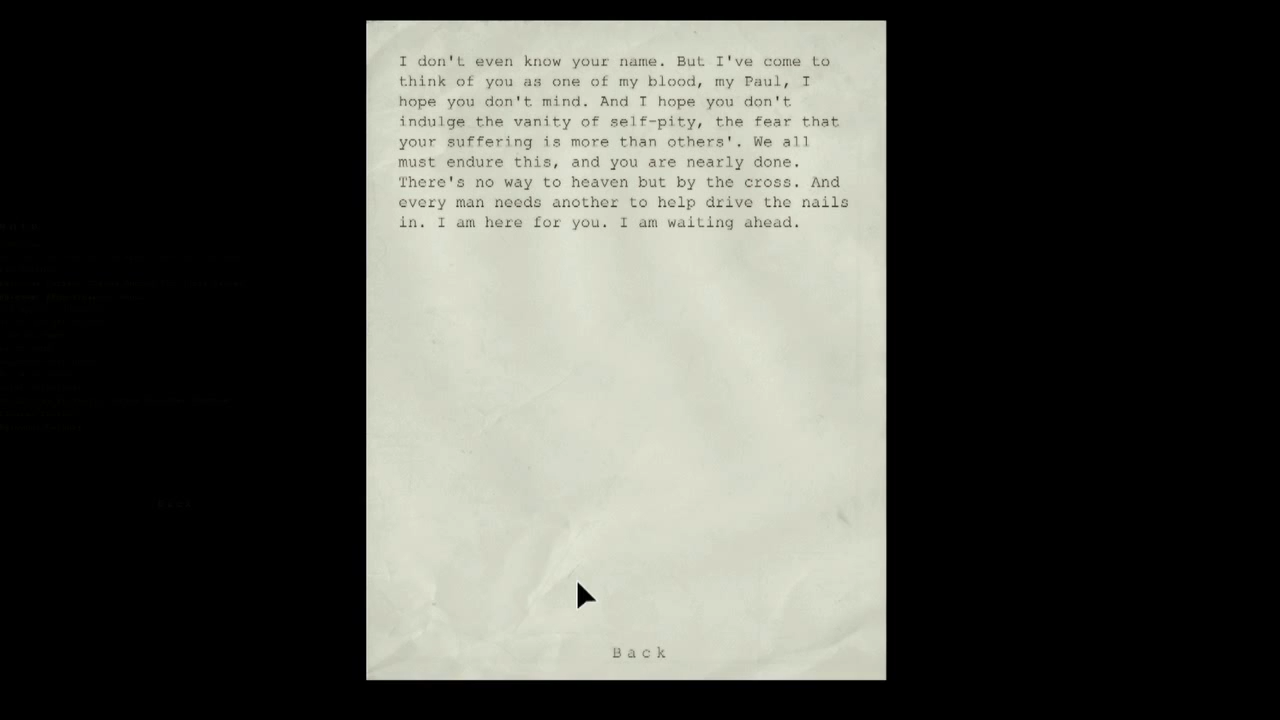 I don't even know your name. But I've come to
think of you as one of my blood, my Paul, I
hope you don't mind. And I hope you don't
indulge the vanity of self-pity, the fear that
your suffering is more than others'. We all
must endure this, and you are nearly done.
There's no way to heaven but by the cross. And
every man needs another to help drive the nails
in. I am here for you. I am waiting ahead.
Back